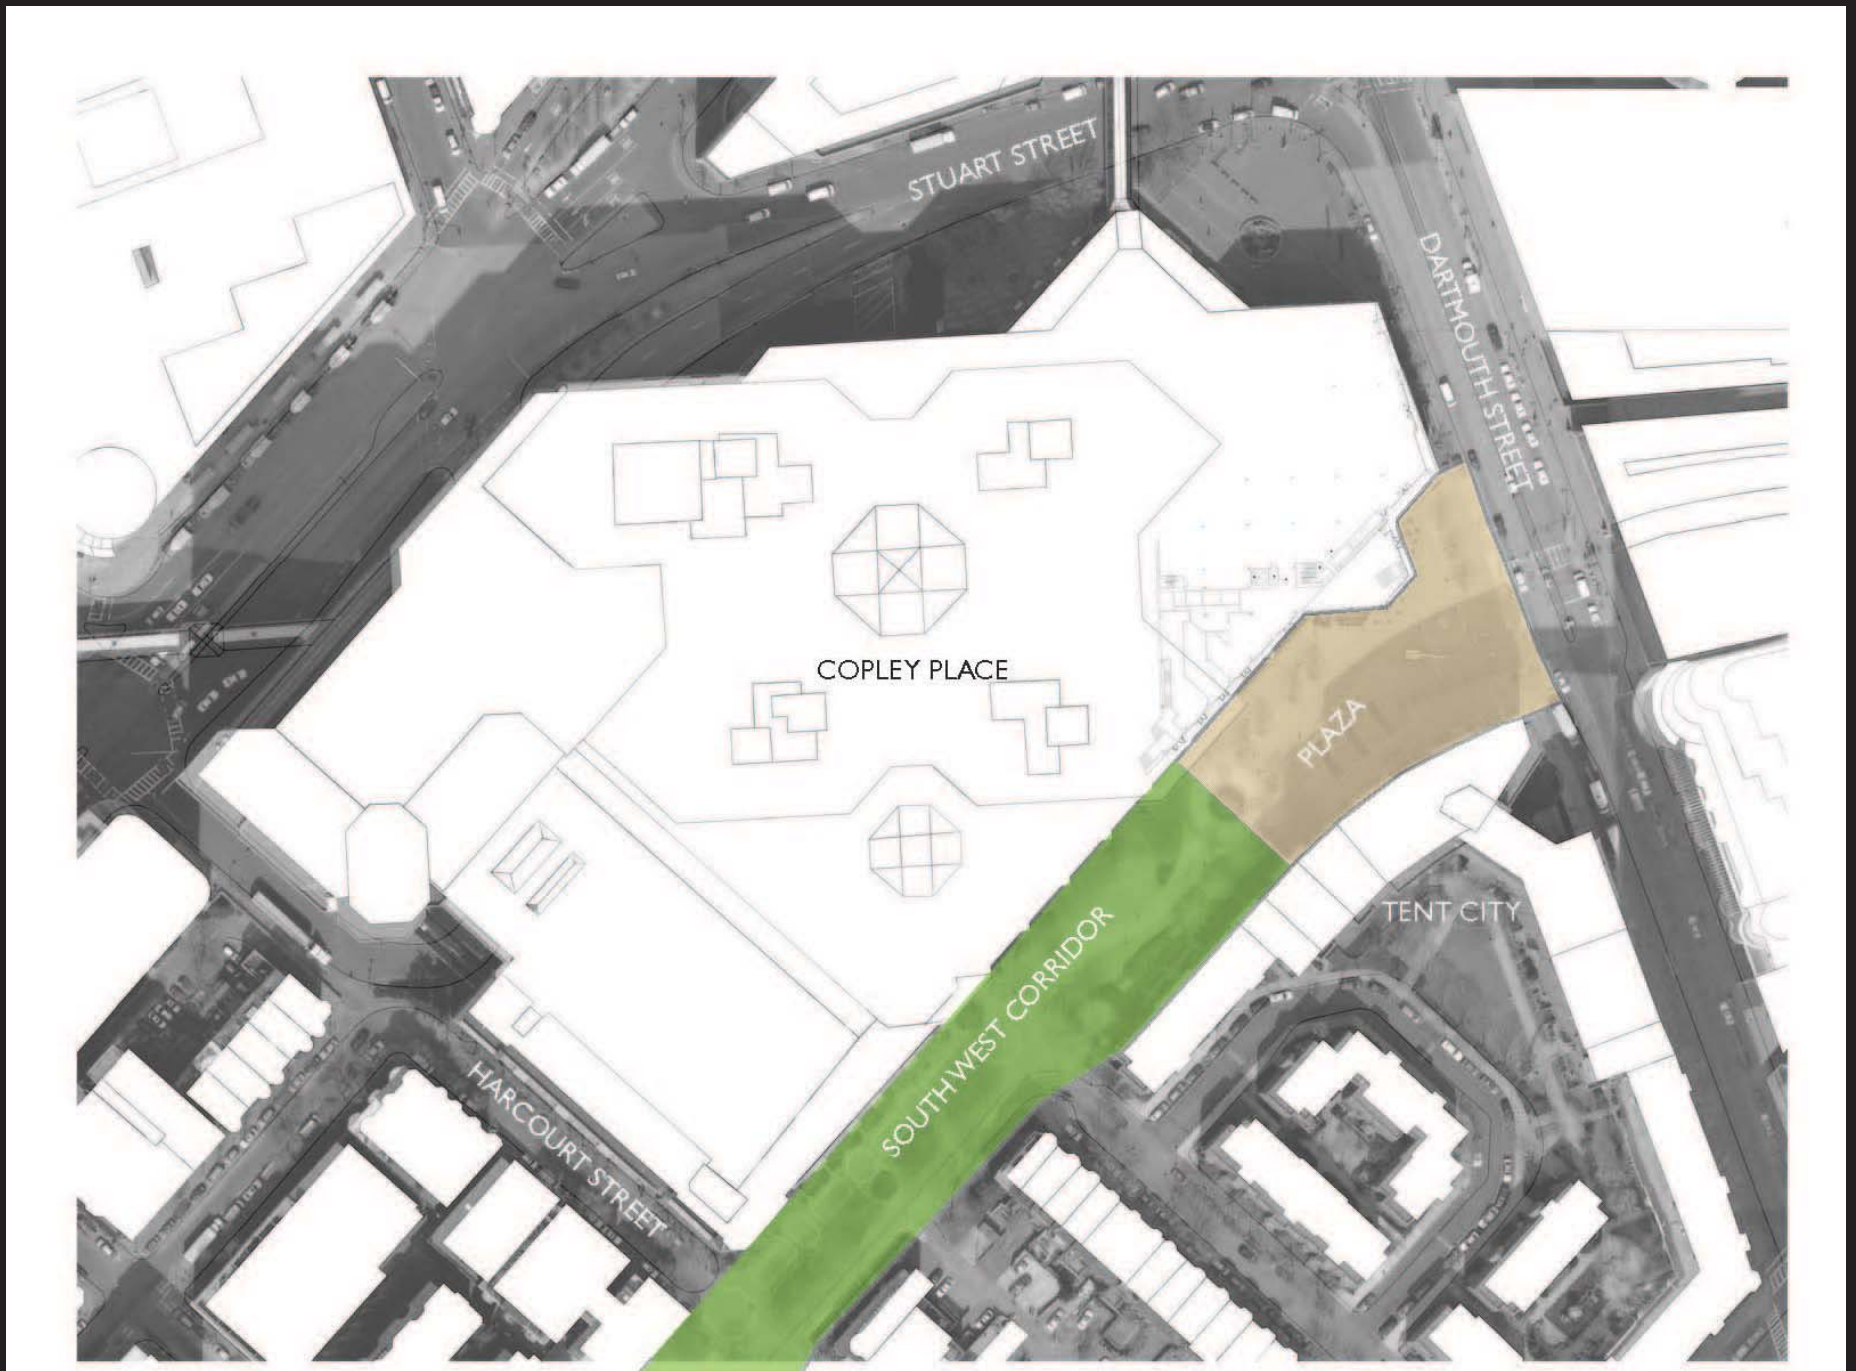 STUART STREET
DARTMOUTH STREET
COPLEY PLACE
PLAZA
TENT CITY
SOUTHWEST CORRIDOR
HARCOURT STREET